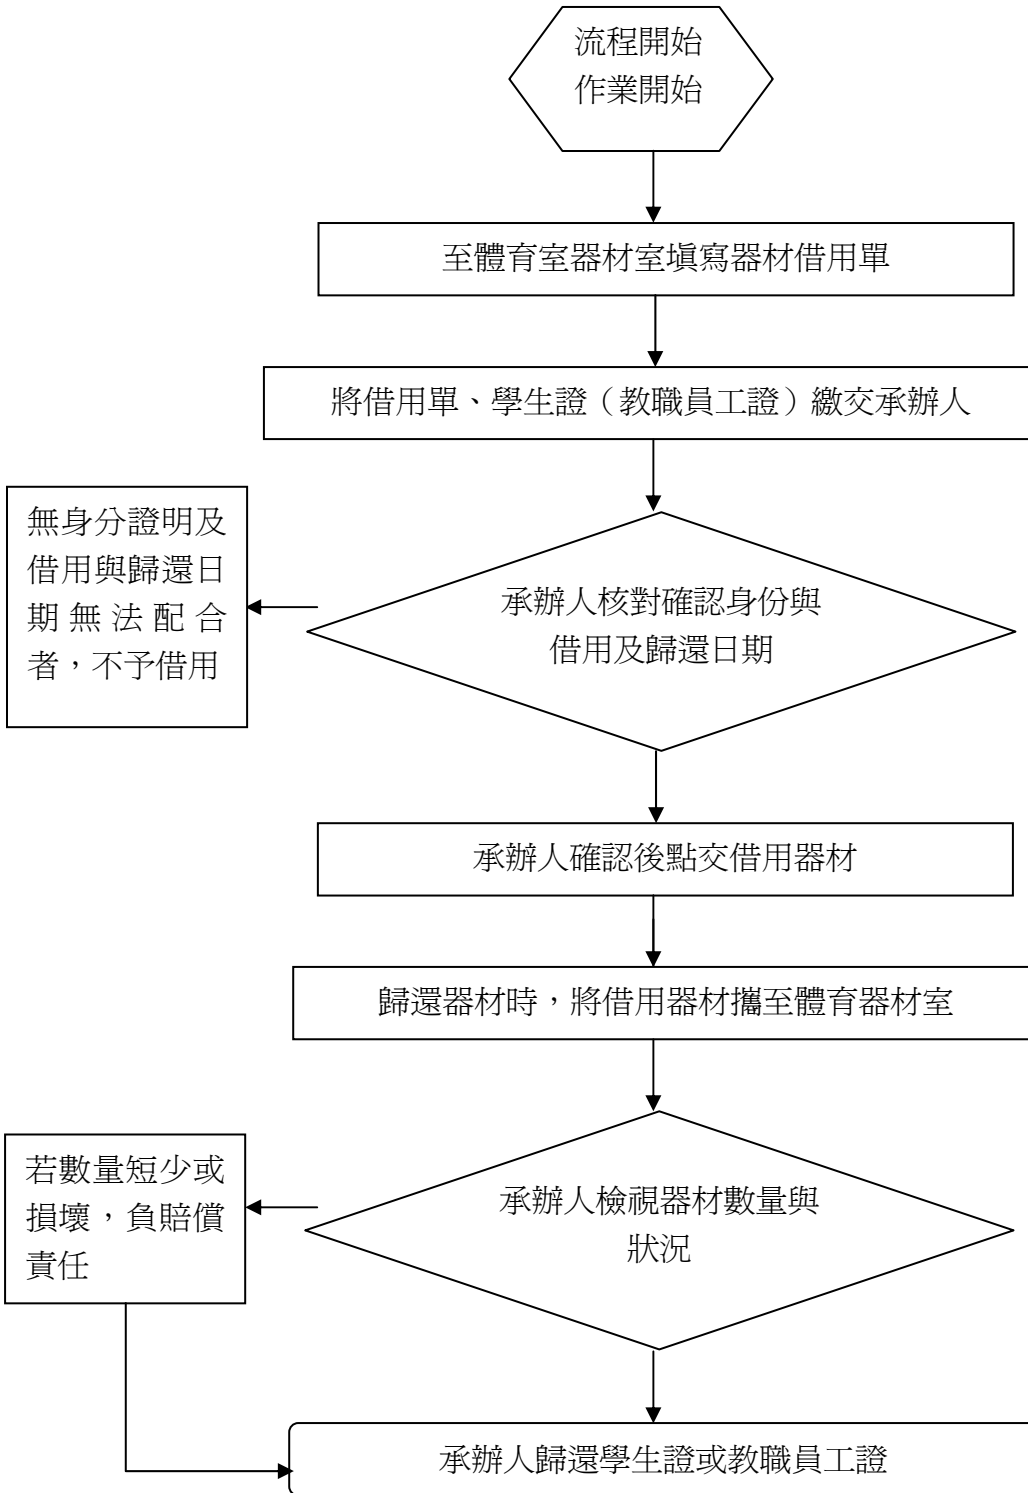 流程開始
作業開始
至體育室器材室填寫器材借用單
將借用單、學生證（教職員工證）繳交承辦人
無身分證明及
借用與歸還日
期無法配合
者，不予借用
承辦人核對確認身份與
借用及歸還日期
承辦人確認後點交借用器材
歸還器材時，將借用器材攜至體育器材室
若數量短少或
損壞，負賠償
責任
承辦人檢視器材數量與
狀況
承辦人歸還學生證或教職員工證